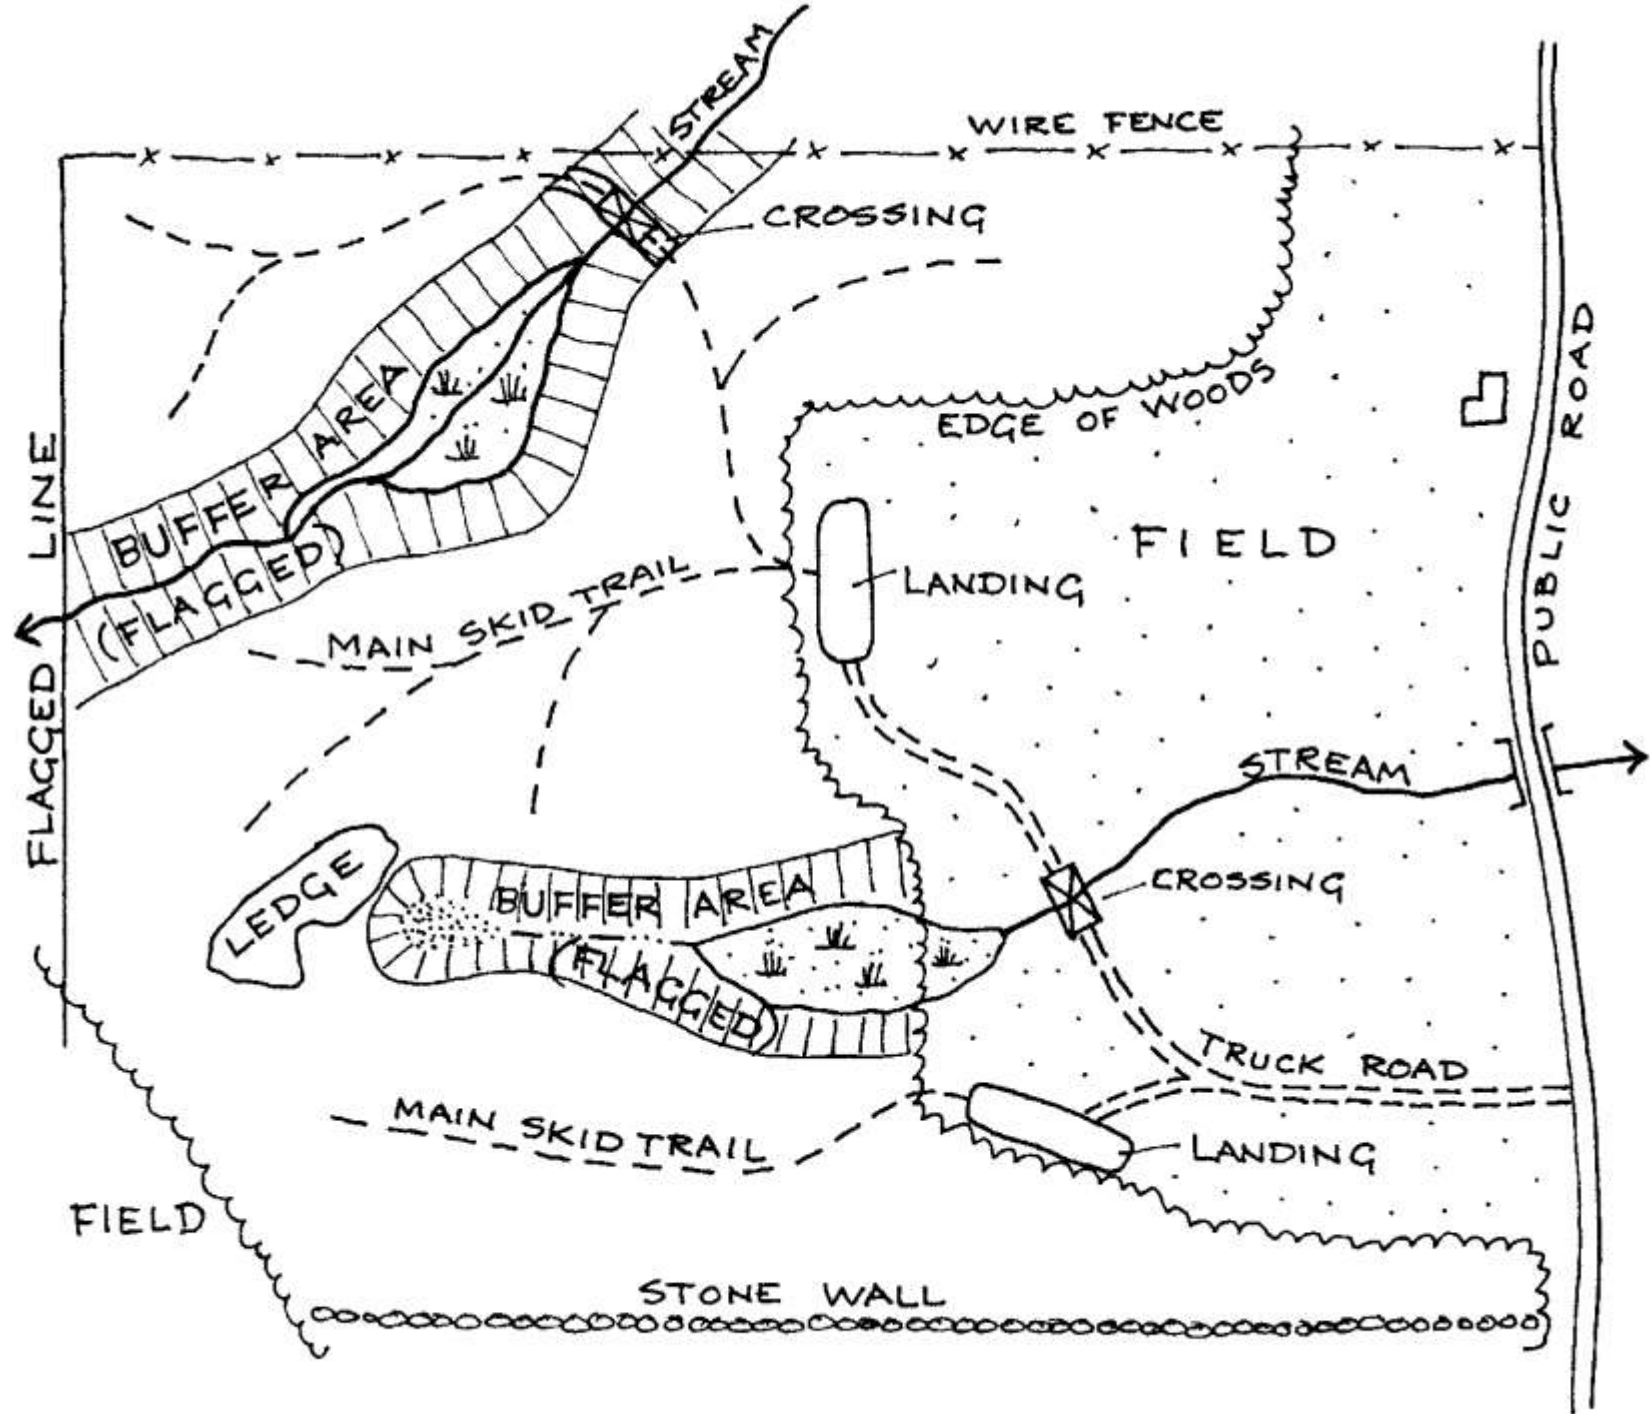 STREAM
WIRE FENCE
CROSSING
EDGE OF WOODS
PUBLIC ROAD
BUFFER AREA
(FLAGGED)
FLAGGED LINE
FIELD
LANDING
MAIN SKID TRAIL
STREAM
CROSSING
LEDGE
BUFFER AREA
(FLAGGED)
TRUCK ROAD
MAIN SKID TRAIL
LANDING
FIELD
STONE WALL